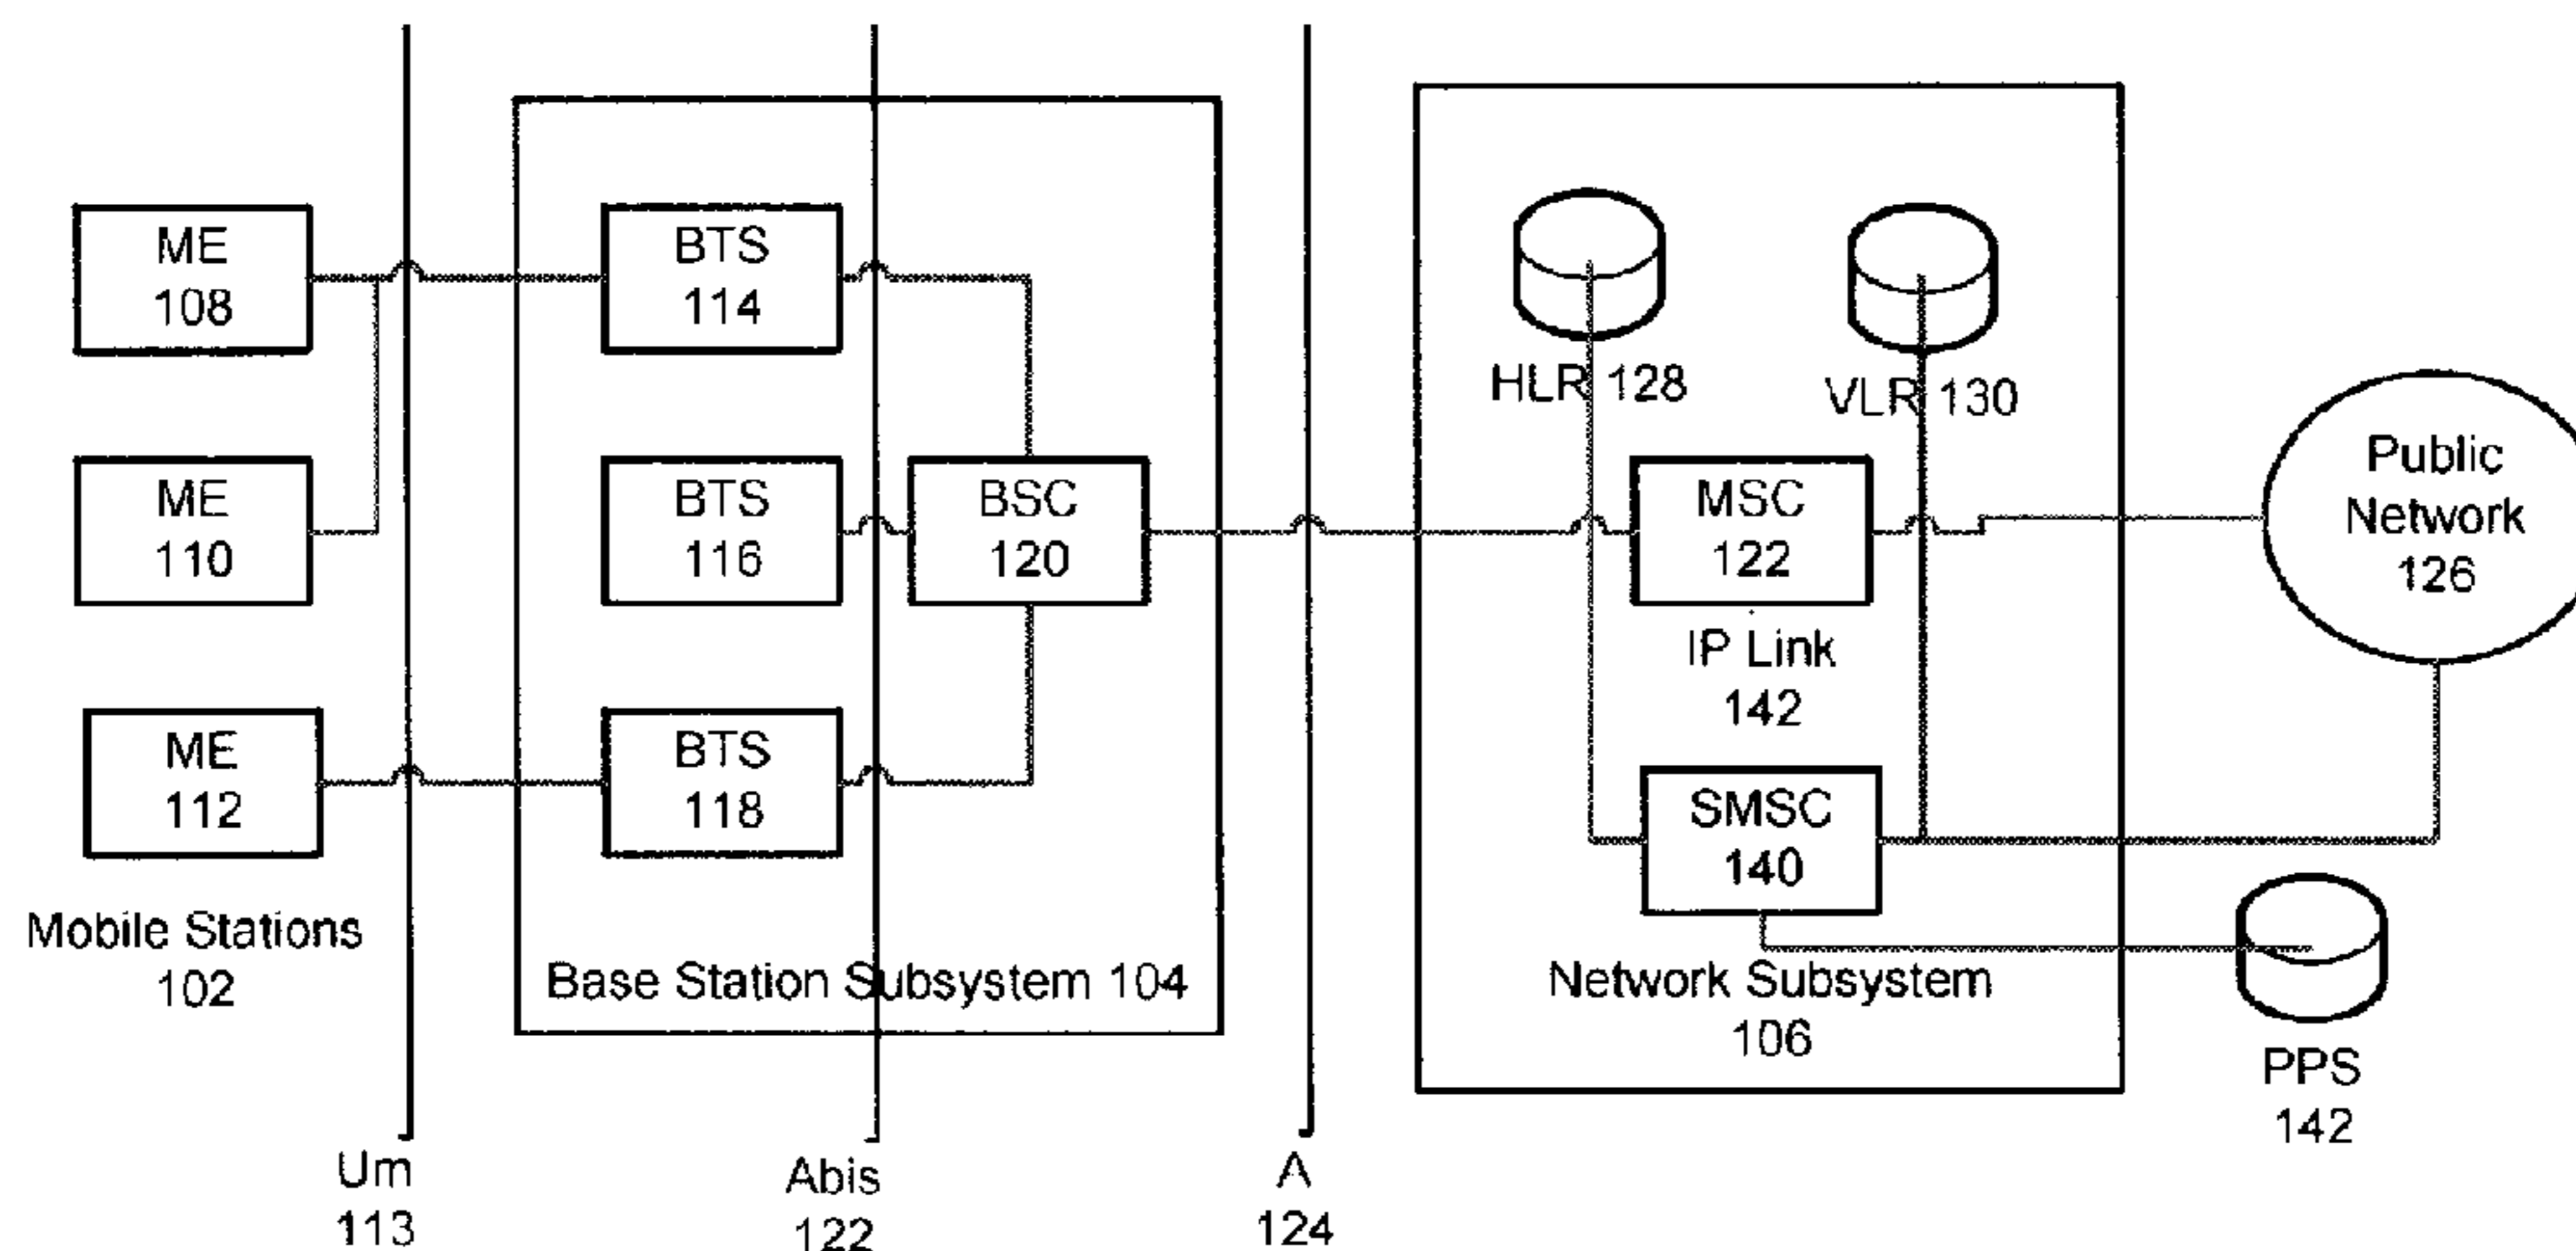 ME
108
ME
110
ME
112
Mobile Stations
102
Um
113
BTS
114
BTS
116
BTS
118
BSC
120
Base Station Subsystem 104
Abis
122
A
124
HLR 128
VLR 130
MSC
122
IP Link
142
SMSC
140
Network Subsystem
106
Public
Network
126
PPS
142